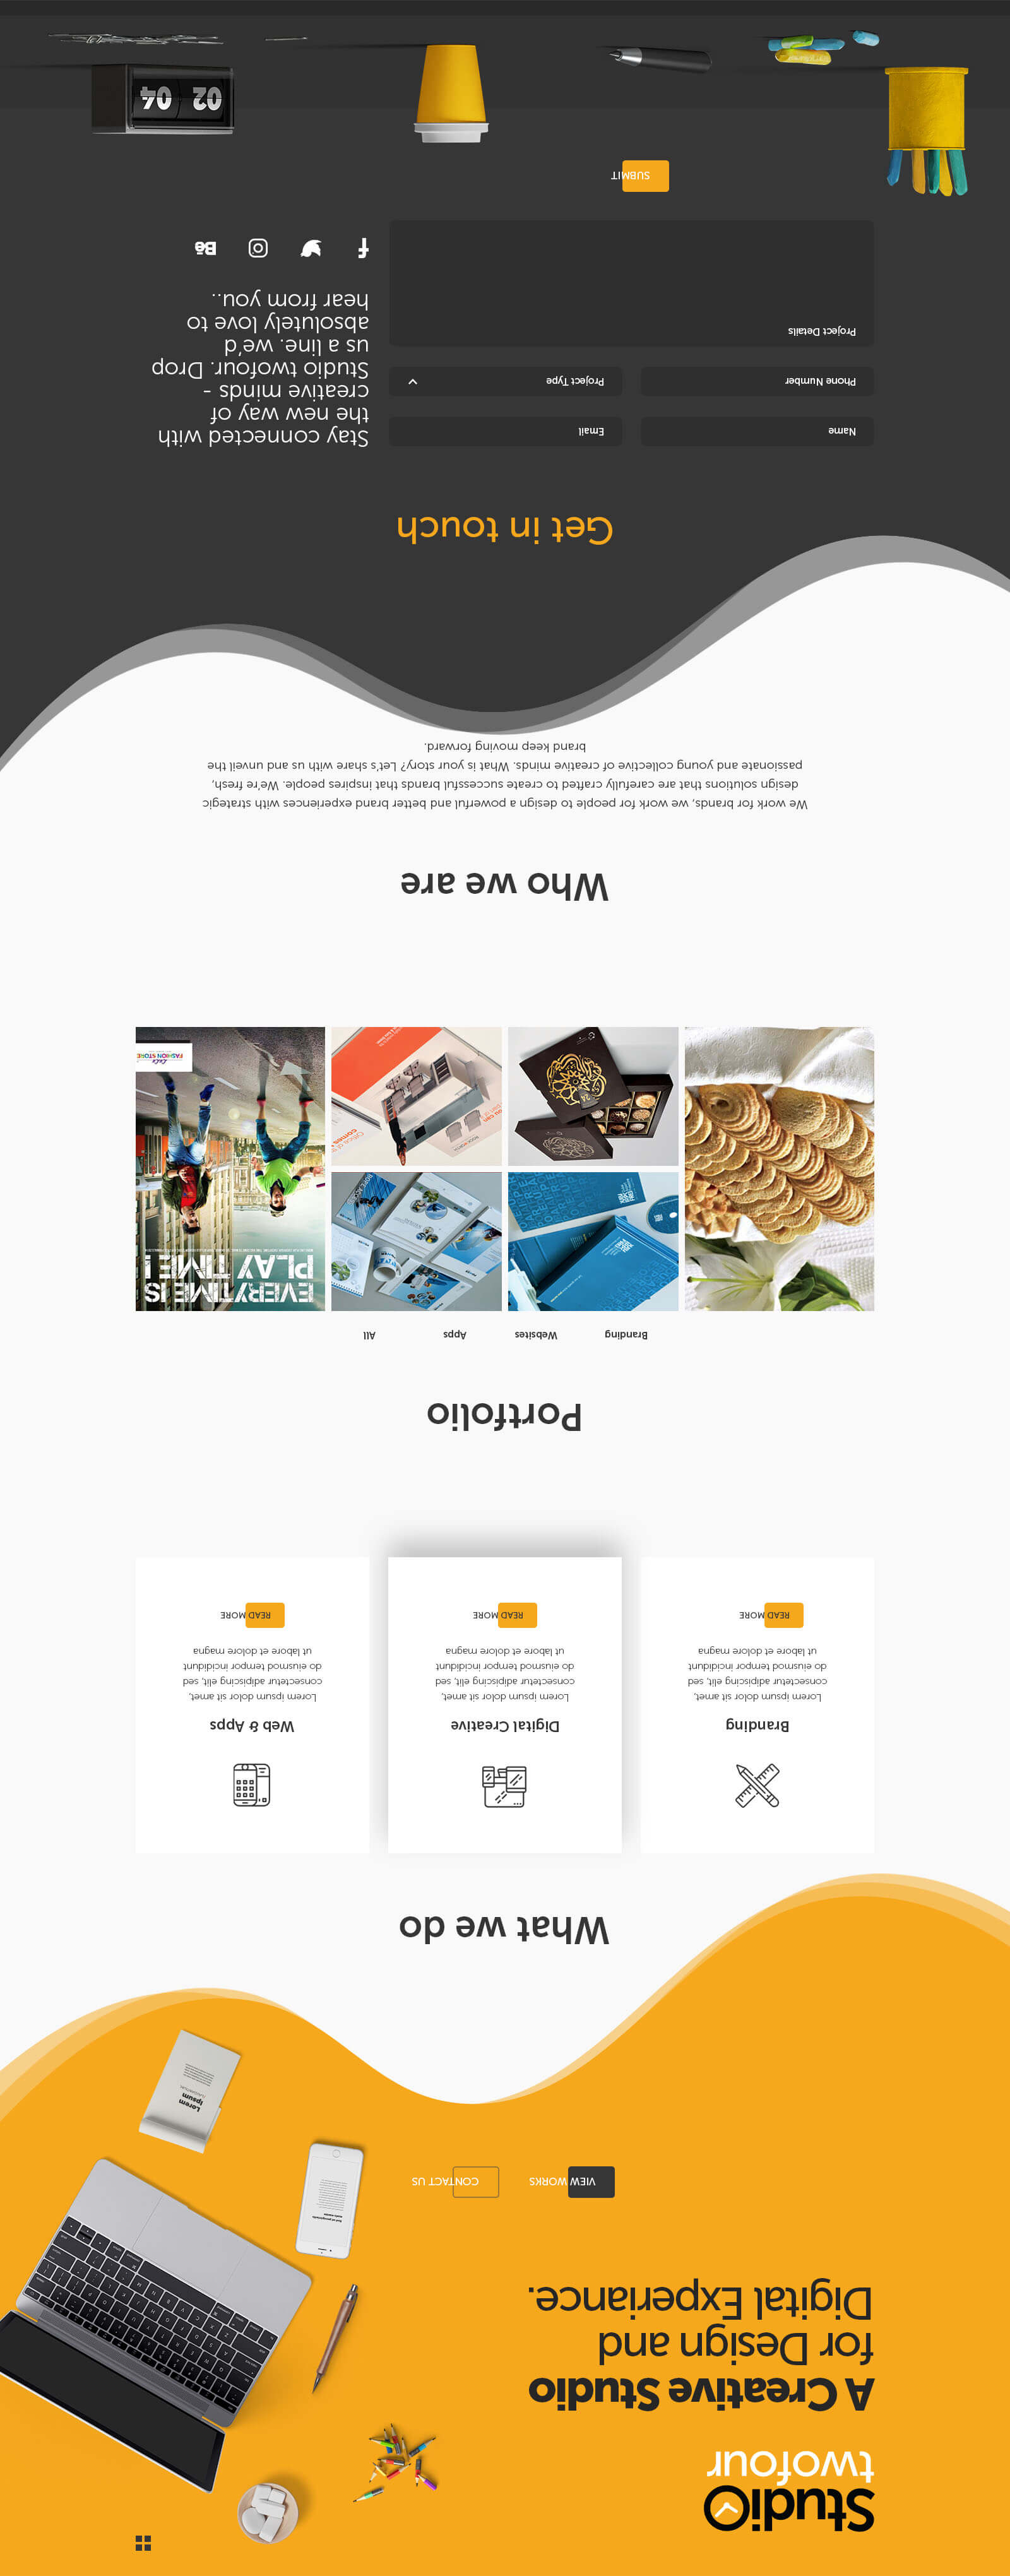 StudiO
twofour
A Creative Studio
for Design and
Digital Experiance.
VIEW WORKS
CONTACT US
Lorem
Ipsum
What we do
Branding
Lorem ipsum dolor sit amet,
consectetur adipiscing elit, sed
do eiusmod tempor incididunt
ut labore et dolore magna
READ MORE
Digital Creative
Lorem ipsum dolor sit amet,
consectetur adipiscing elit, sed
do eiusmod tempor incididunt
ut labore et dolore magna
READ MORE
Web & Apps
Lorem ipsum dolor sit amet,
consectetur adipiscing elit, sed
do eiusmod tempor incididunt
ut labore et dolore magna
READ MORE
Portfolio
Branding
Websites
Apps
All
EVERYTIME IS
PLAY TIME!
FASHION STORE
Who we are
We work for brands, we work for people to design a powerful and better brand experiences with strategic
design solutions that are carefully crafted to create successful brands that inspires people. We're fresh,
passionate and young collective of creative minds. What is your story? Let's share with us and unveil the
brand keep moving forward.
Get in touch
Name
Email
Phone Number
Project Type
Project Details
SUBMIT
Stay connected with
the new way of
creative minds -
Studio twofour. Drop
us a line. we'd
absolutely love to
hear from you..
Bē
02 04